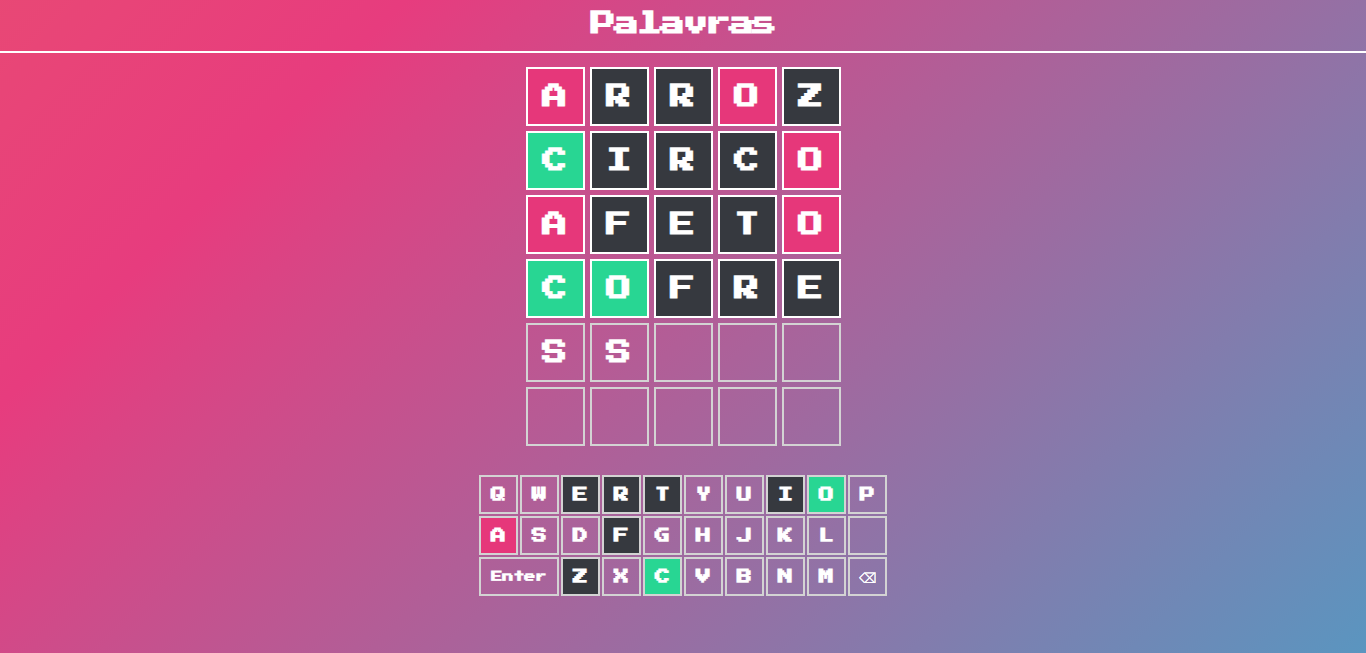 Palavras
A R R O Z
C I R C O
A F E T O
C O F R E
S S
Q W E R T Y U I O P
A S D F G H J K L
Enter Z X C V B N M ⌫